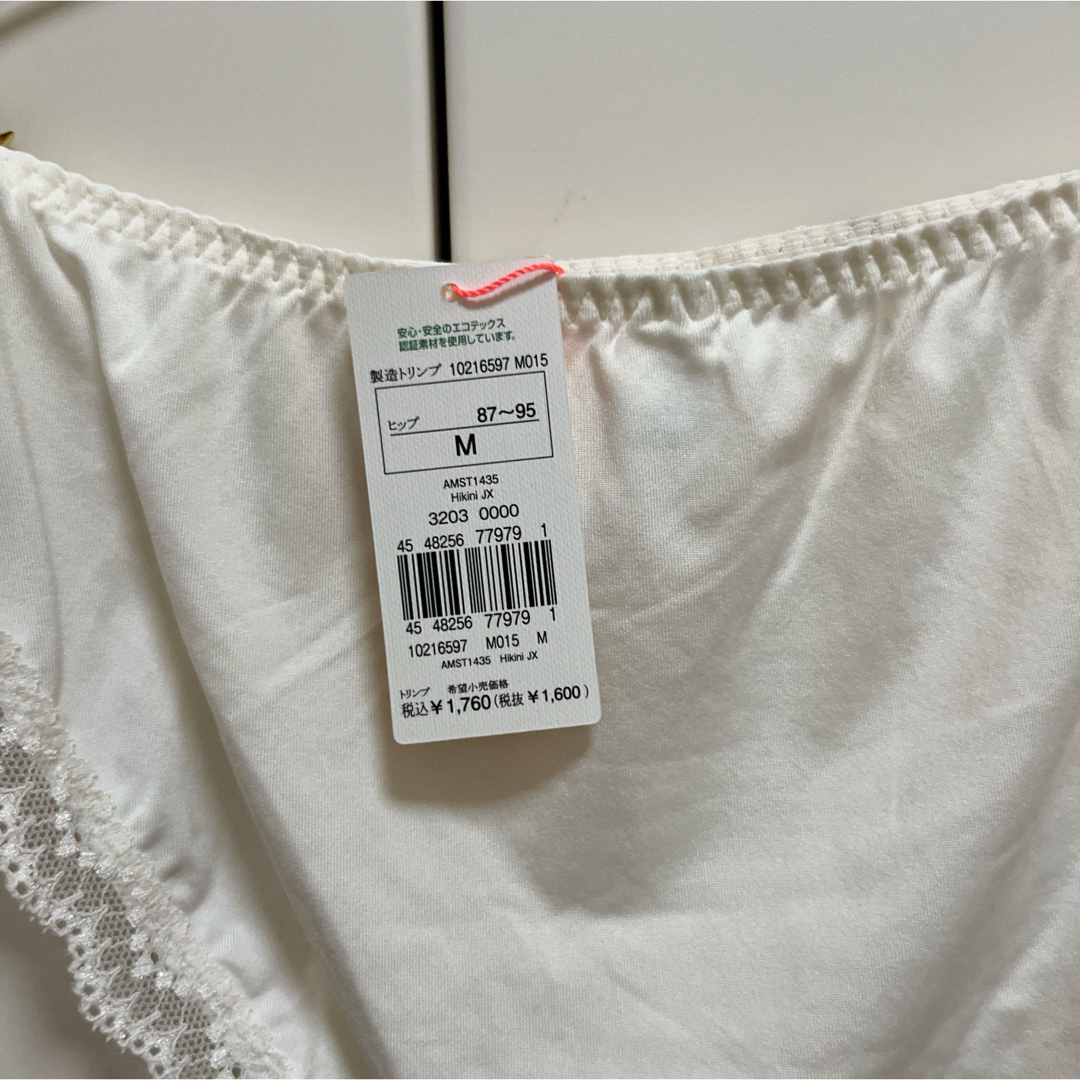 安心・安全のエコテックス
認証素材を使用しています。
製造トリンプ 10216597 M015
ヒップ 87～95
M
AMST1435
Hikini JX
3203 0000
45 48256 77979 1
45 48256 77979 1
10216597 M015 M
AMST1435 Hikini JX
トリンプ 希望小売価格
税込￥1,760(税抜￥1,600)